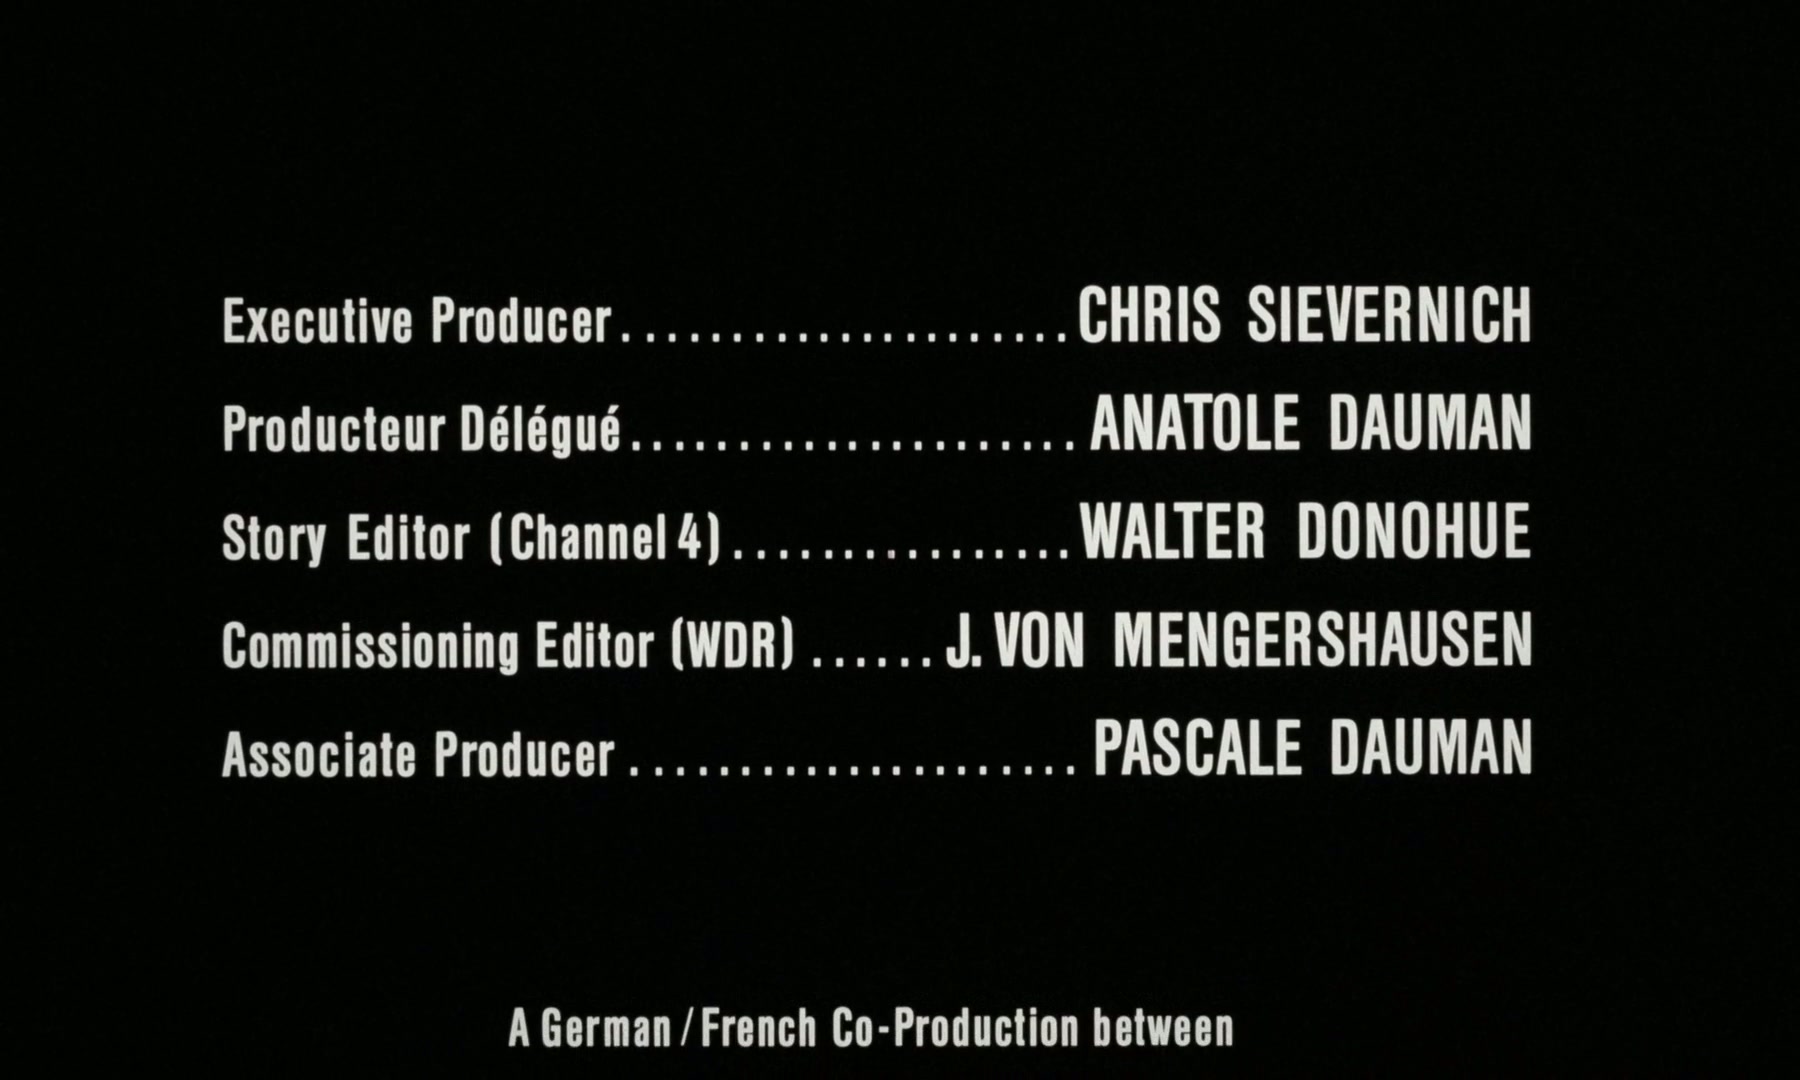 Executive Producer.....................CHRIS SIEVERNICH
Producteur Délégué.....................ANATOLE DAUMAN
Story Editor (Channel 4)................WALTER DONOHUE
Commissioning Editor (WDR)......J. VON MENGERSHAUSEN
Associate Producer.....................PASCALE DAUMAN
A German/French Co-Production between